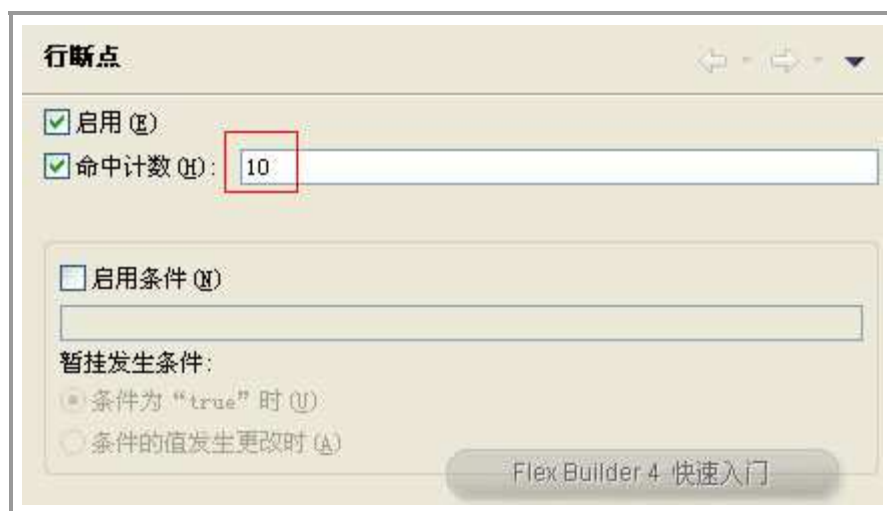 行断点
启用(E)
命中计数(H): 10
启用条件(N)
暂挂发生条件:
条件为“true”时(U)
条件的值发生更改时(A)
Flex Builder 4 快速入门